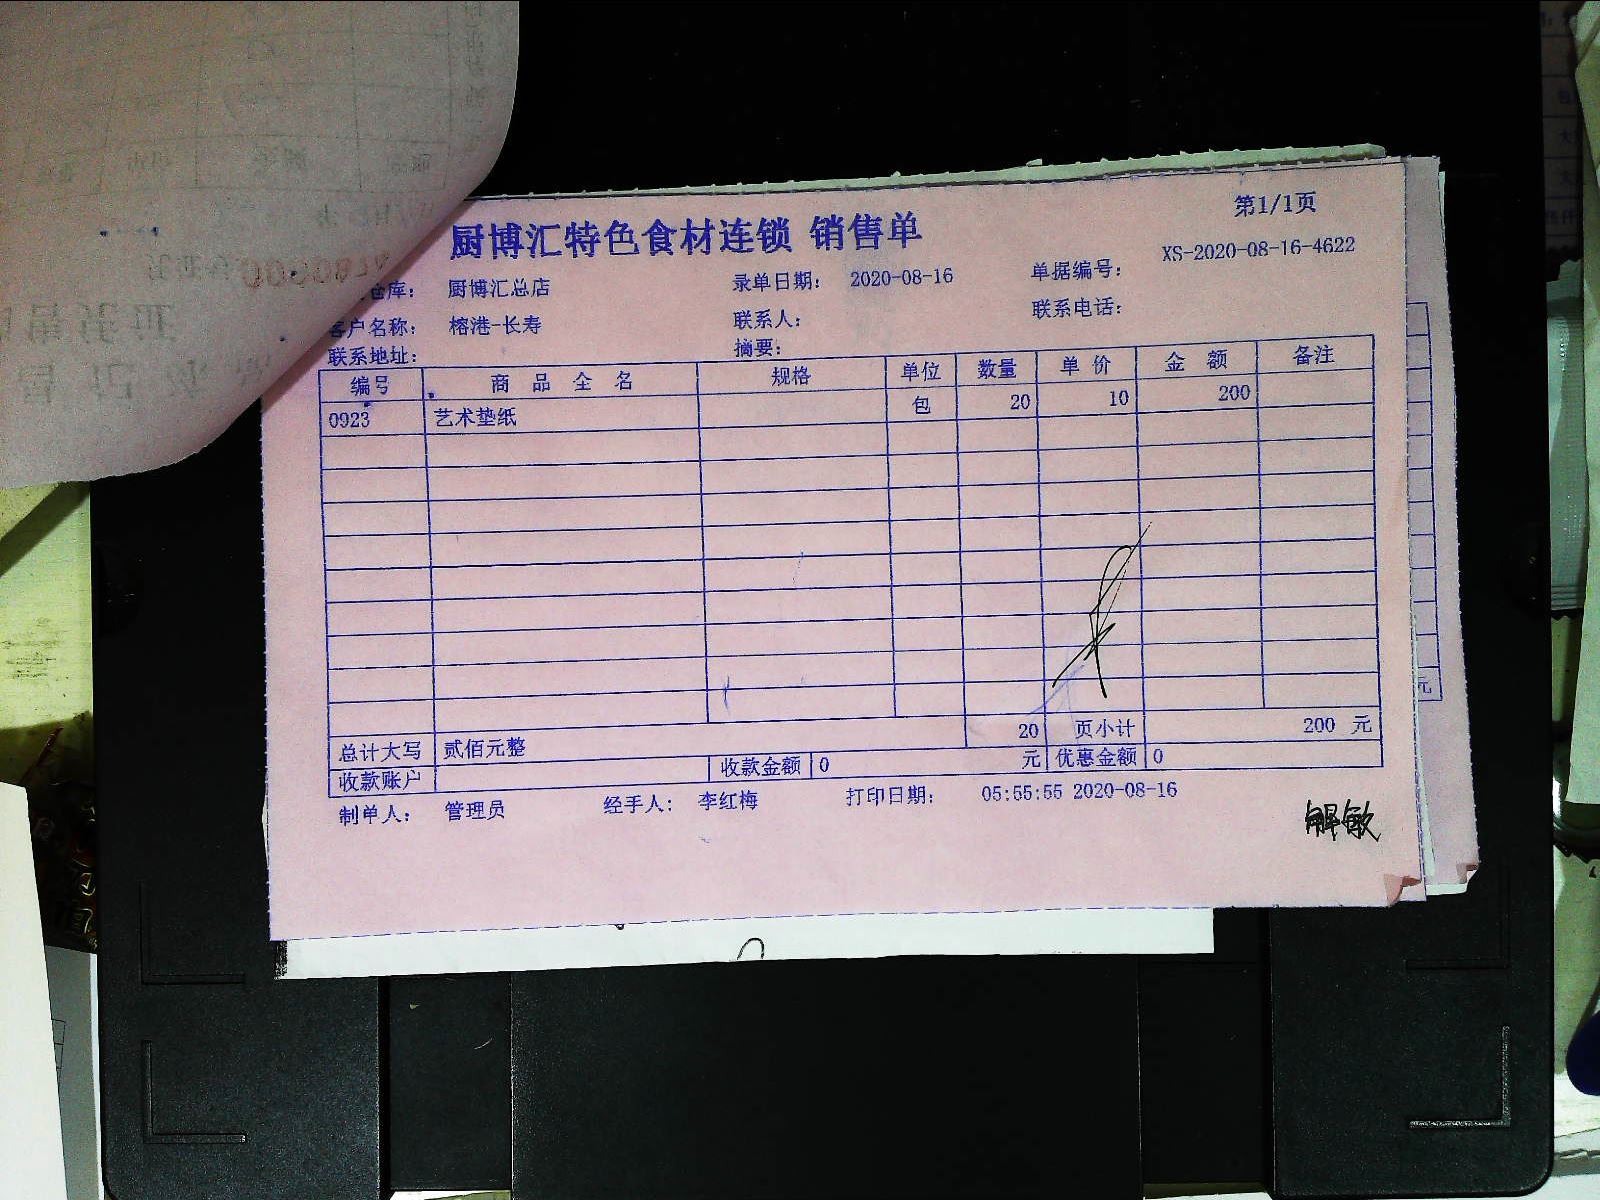 第1/1页
厨博汇特色食材连锁 销售单
XS-2020-08-16-4622
仓库： 厨博汇总店 录单日期： 2020-08-16 单据编号：
客户名称： 榕港-长寿 联系人： 联系电话：
联系地址： 摘要：
编号 商品全名 规格 单位 数量 单价 金额 备注
0923 艺术垫纸 包 20 10 200
总计大写 贰佰元整 20 页小计 200 元
收款账户 收款金额 0 元 优惠金额 0
制单人： 管理员 经手人： 李红梅 打印日期： 05:55:55 2020-08-16
解敏
元